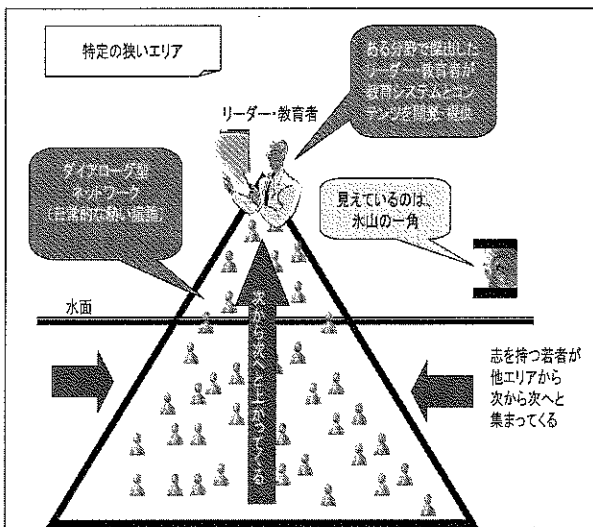 特定の狭いエリア
ある分野で傑出した
リーダー・教育者が
教育システムとコン
テンツを開発・提供
リーダー・教育者
ダイアローグ型
ネットワーク
(日常的な熱い議論)
見えているのは、
氷山の一角
水面
次から次へと上がってくる
志を持つ若者が
他エリアから
次から次へと
集まってくる